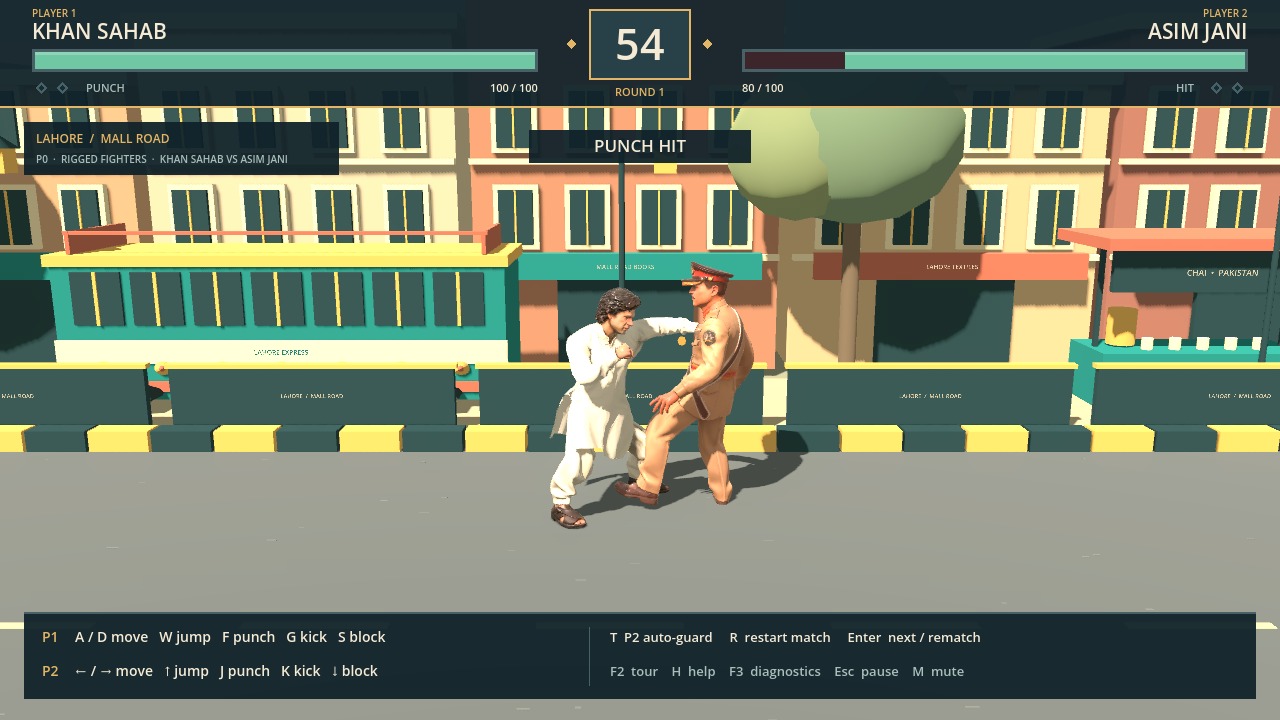 PLAYER 1
KHAN SAHAB
PUNCH
100 / 100
54
ROUND 1
PLAYER 2
ASIM JANI
80 / 100
HIT
LAHORE / MALL ROAD
P0 · RIGGED FIGHTERS · KHAN SAHAB VS ASIM JANI
PUNCH HIT
LAHORE TEXTILES
CHAI • PAKISTAN
LAHORE EXPRESS
MALL ROAD
LAHORE / MALL ROAD
LAHORE / MALL ROAD
LAHORE / MALL ROAD
P1 A / D move W jump F punch G kick S block
P2 ← / → move ↑ jump J punch K kick ↓ block
T P2 auto-guard R restart match Enter next / rematch
F2 tour H help F3 diagnostics Esc pause M mute